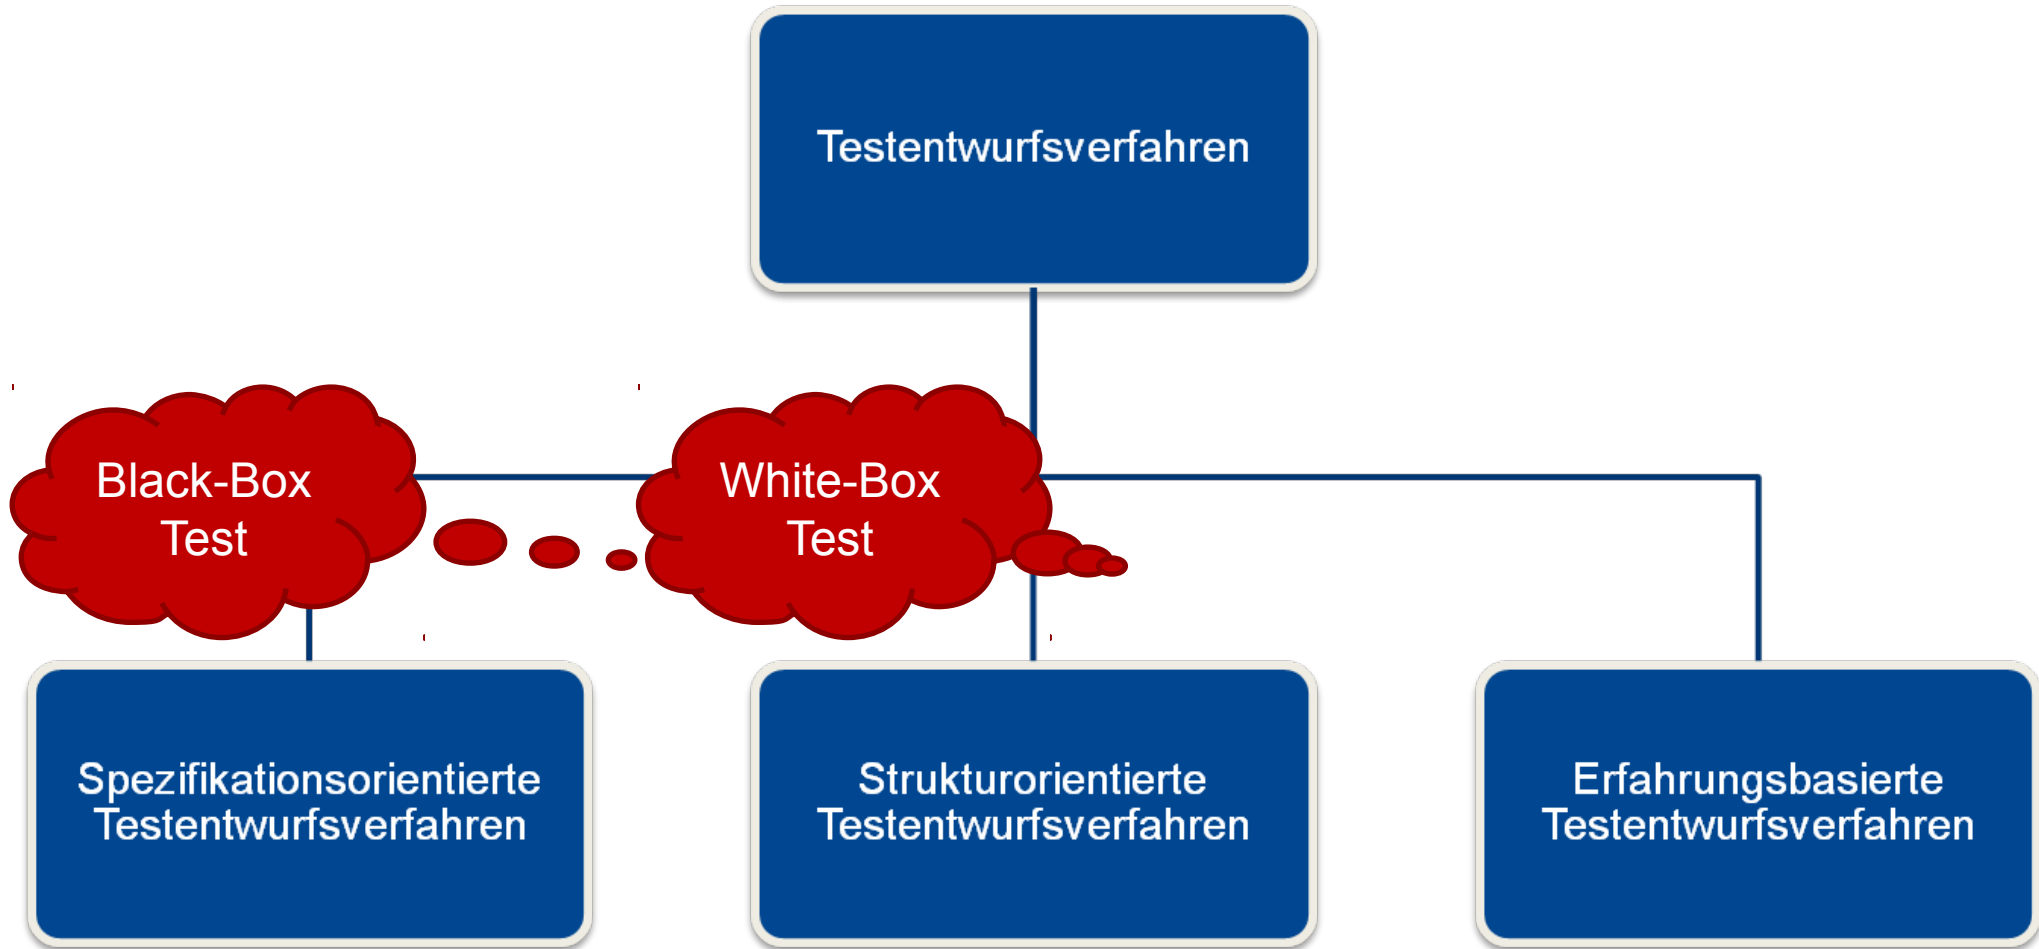 Testentwurfsverfahren
Black-Box
Test
White-Box
Test
Spezifikationsorientierte
Testentwurfsverfahren
Strukturorientierte
Testentwurfsverfahren
Erfahrungsbasierte
Testentwurfsverfahren